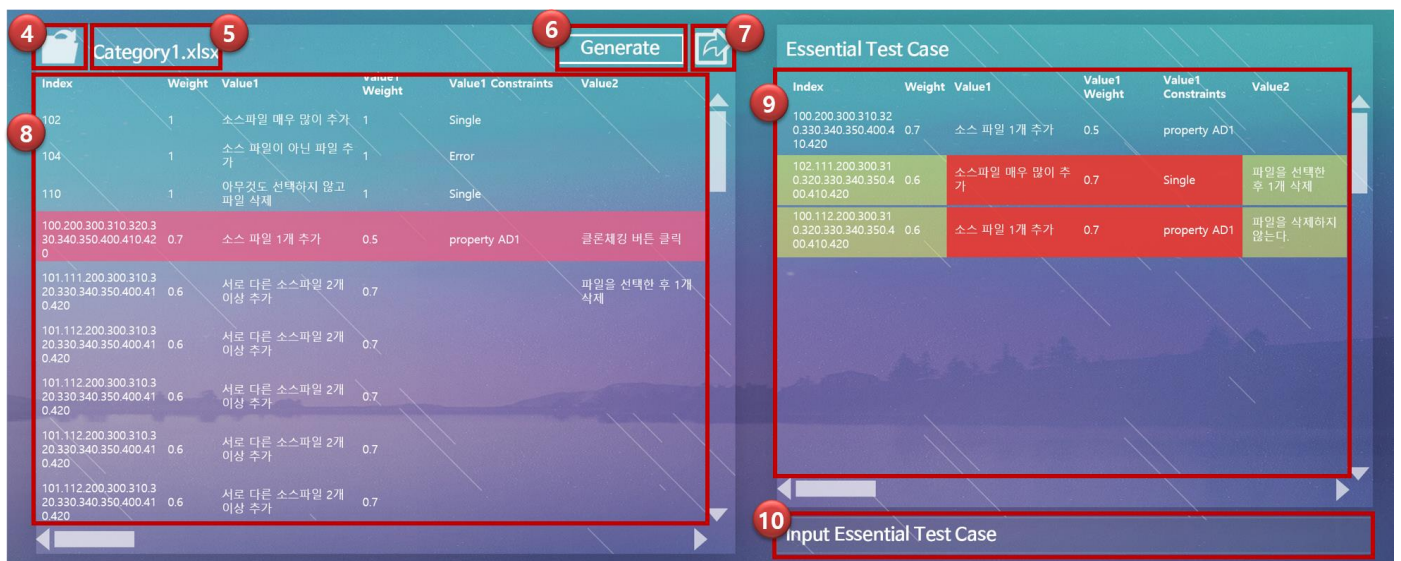 4
5
6
7
Category1.xlsx
Generate
Index
Weight
Value1
Value1
Weight
Value1 Constraints
Value2
8
102
1
소스파일 매우 많이 추가
1
Single
104
1
소스 파일이 아닌 파일 추
가
1
Error
110
1
아무것도 선택하지 않고
파일 삭제
1
Single
100.200.300.310.320.3
30.340.350.400.410.42
0
0.7
소스 파일 1개 추가
0.5
property AD1
클론체킹 버튼 클릭
101.111.200.300.310.3
20.330.340.350.400.41
0.420
0.6
서로 다른 소스파일 2개
이상 추가
0.7
파일을 선택한 후 1개
삭제
101.112.200.300.310.3
20.330.340.350.400.41
0.420
0.6
서로 다른 소스파일 2개
이상 추가
0.7
101.112.200.300.310.3
20.330.340.350.400.41
0.420
0.6
서로 다른 소스파일 2개
이상 추가
0.7
101.112.200.300.310.3
20.330.340.350.400.41
0.420
0.6
서로 다른 소스파일 2개
이상 추가
0.7
101.112.200.300.310.3
20.330.340.350.400.41
0.420
0.6
서로 다른 소스파일 2개
이상 추가
0.7
Essential Test Case
9
Index
Weight
Value1
Value1
Weight
Value1
Constraints
Value2
100.200.300.310.32
0.330.340.350.400.4
10.420
0.7
소스 파일 1개 추가
0.5
property AD1
102.111.200.300.31
0.320.330.340.350.4
00.410.420
0.6
소스파일 매우 많이 추
가
0.7
Single
파일을 선택한
후 1개 삭제
100.112.200.300.31
0.320.330.340.350.4
00.410.420
0.6
소스 파일 1개 추가
0.7
property AD1
파일을 삭제하지
않는다.
10
Input Essential Test Case